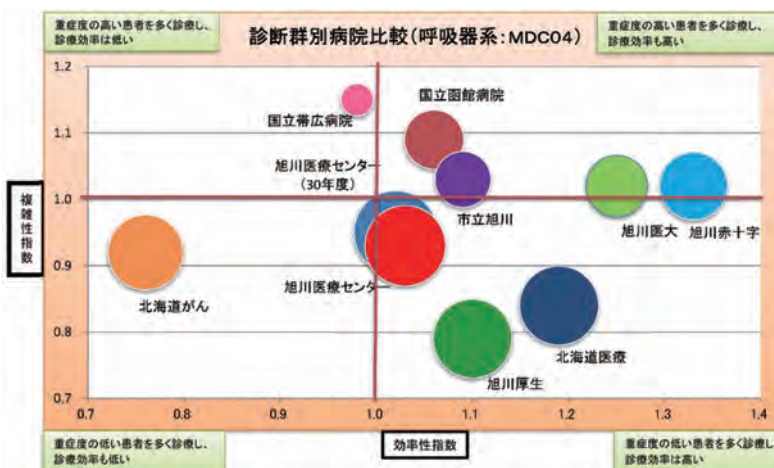 重症度の高い患者を多く診療し、
診療効率は低い
診断群別病院比較(呼吸器系:MDC04)
重症度の高い患者を多く診療し、
診療効率も高い
1.2
1.1
1.0
0.9
0.8
0.7
複雑性指数
国立帯広病院
国立函館病院
旭川医療センター
(30年度)
市立旭川
旭川医大
旭川赤十字
北海道がん
旭川医療センター
北海道医療
旭川厚生
0.7 0.8 0.9 1.0 1.1 1.2 1.3 1.4
重症度の低い患者を多く診療し、
診療効率も低い
効率性指数
重症度の低い患者を多く診療し、
診療効率は高い